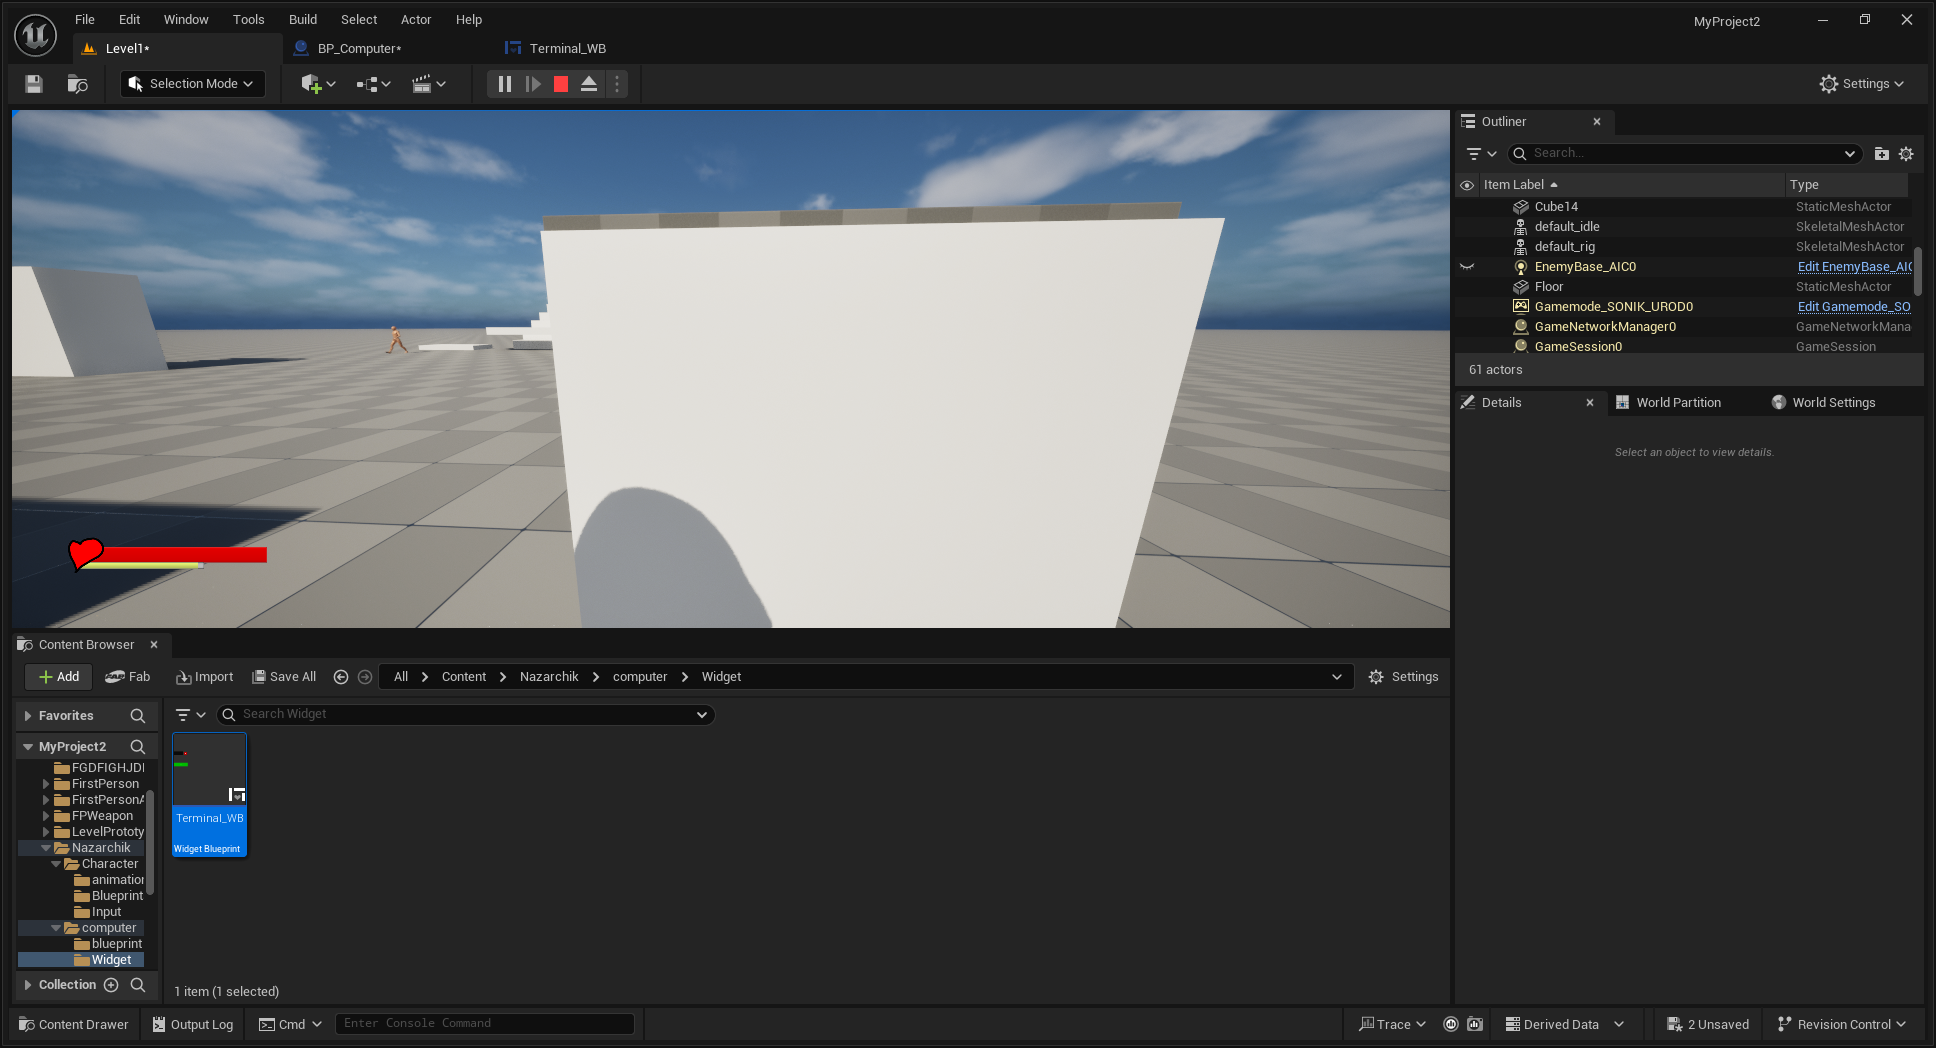 File Edit Window Tools Build Select Actor Help
MyProject2
Level1* BP_Computer* Terminal_WB
Selection Mode
Settings
Outliner
Search...
Item Label Type
Cube14 StaticMeshActor
default_idle SkeletalMeshActor
default_rig SkeletalMeshActor
EnemyBase_AIC0 Edit EnemyBase_AIC
Floor StaticMeshActor
Gamemode_SONIK_UROD0 Edit Gamemode_SO
GameNetworkManager0 GameNetworkMana
GameSession0 GameSession
61 actors
Details World Partition World Settings
Select an object to view details.
Content Browser
Add Fab Import Save All All Content Nazarchik computer Widget Settings
Favorites
Search Widget
MyProject2
FGDFIGHJDI
FirstPerson
FirstPersonA
FPWeapon
LevelPrototy
Nazarchik
Character
animation
Blueprint
Input
computer
blueprint
Widget
Collection
Terminal_WB
Widget Blueprint
1 item (1 selected)
Content Drawer Output Log Cmd Enter Console Command Trace Derived Data 2 Unsaved Revision Control